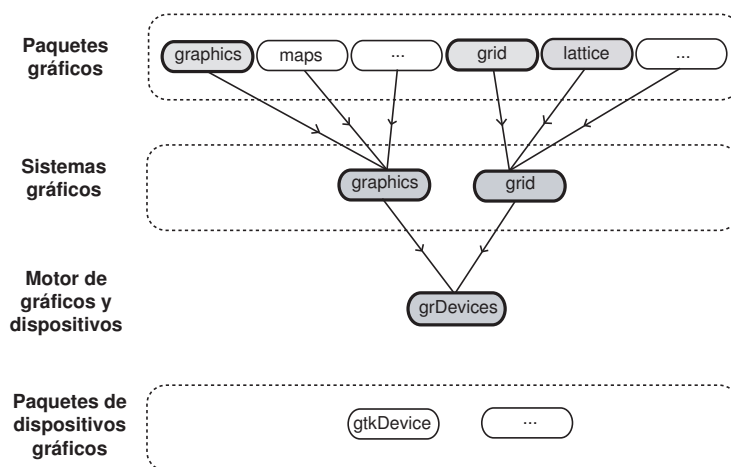 Paquetes
gráficos
graphics
maps
...
grid
lattice
...
Sistemas
gráficos
graphics
grid
Motor de
gráficos y
dispositivos
grDevices
Paquetes de
dispositivos
gráficos
gtkDevice
...